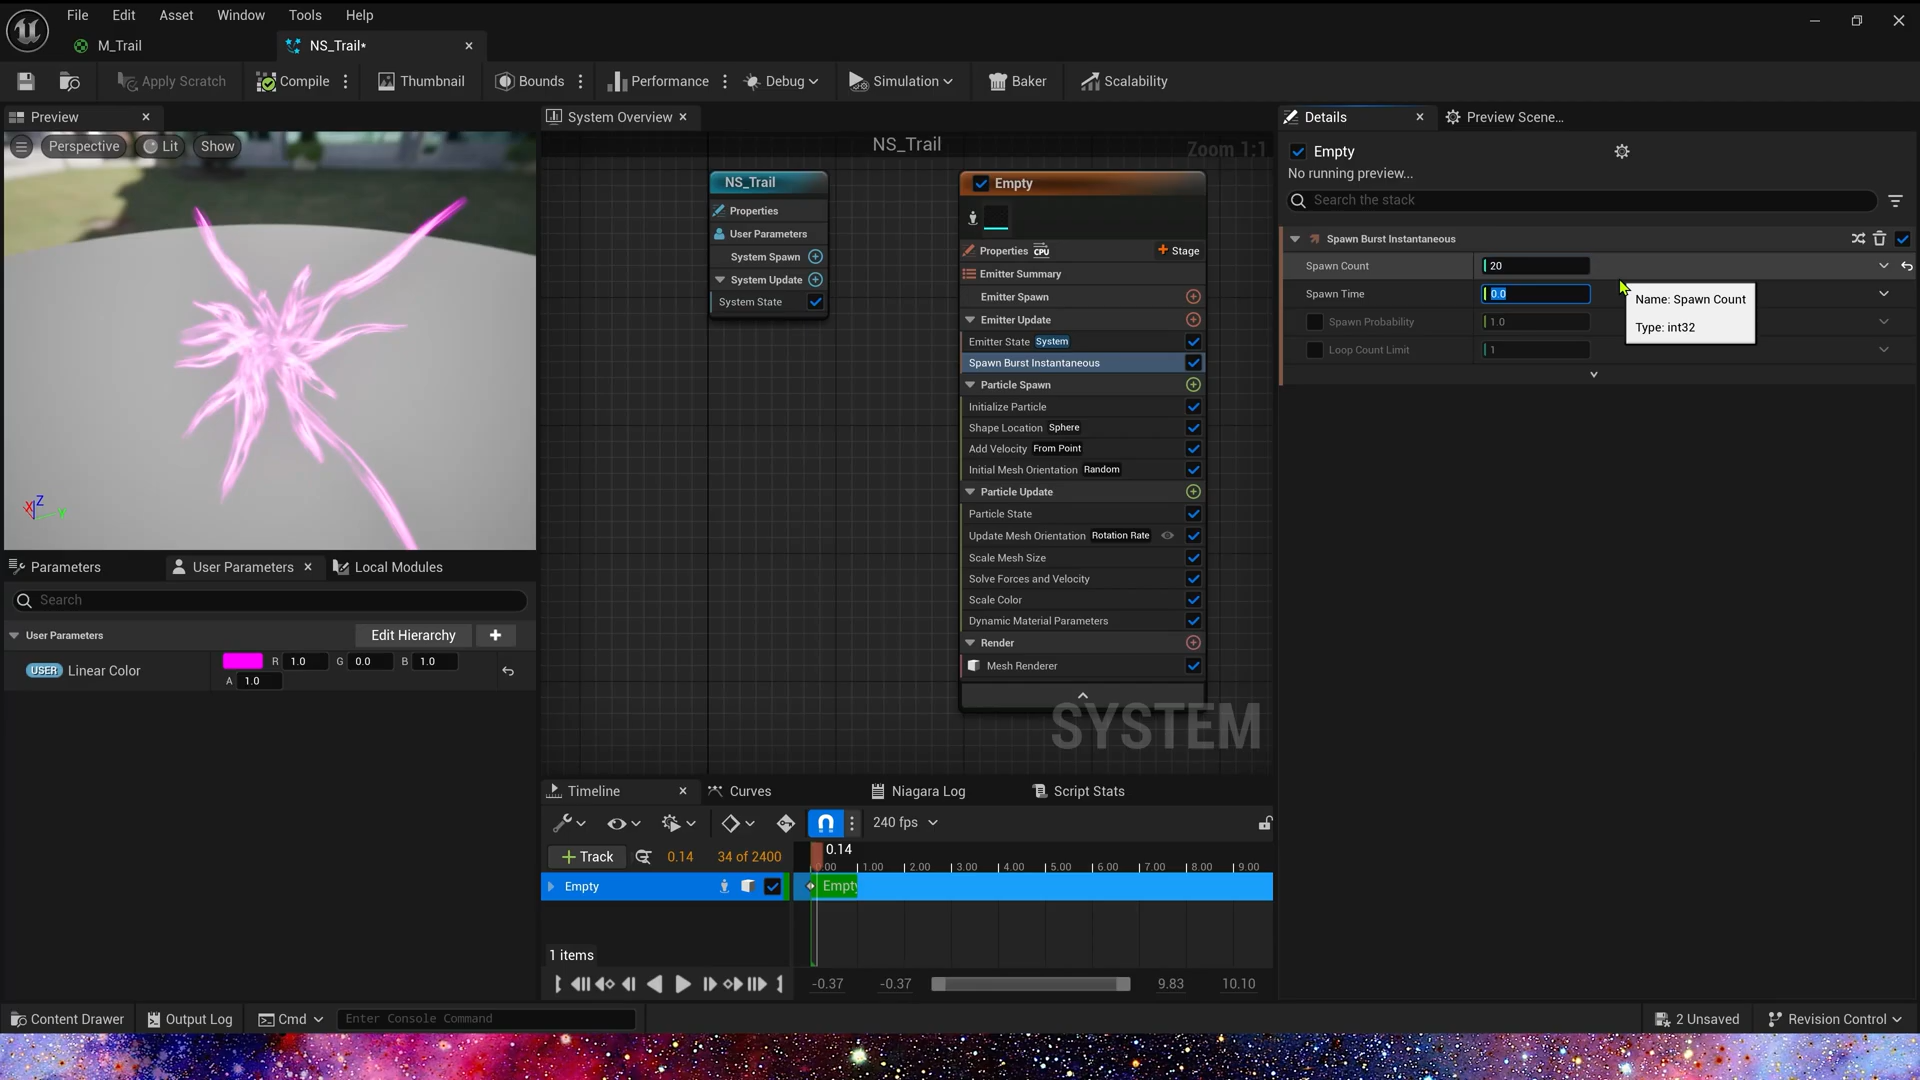 File Edit Asset Window Tools Help
M_Trail NS_Trail*
Apply Scratch Compile Thumbnail Bounds Performance Debug Simulation Baker Scalability
Preview
Perspective Lit Show
Z
Parameters User Parameters Local Modules
Search
User Parameters Edit Hierarchy
USER Linear Color R 1.0 G 0.0 B 1.0
A 1.0
System Overview
NS_Trail
Zoom 1:1
NS_Trail
Properties
User Parameters
System Spawn
System Update
System State
Empty
Properties CPU + Stage
Emitter Summary
Emitter Spawn
Emitter Update
Emitter State System
Spawn Burst Instantaneous
Particle Spawn
Initialize Particle
Shape Location Sphere
Add Velocity From Point
Initial Mesh Orientation Random
Particle Update
Particle State
Update Mesh Orientation Rotation Rate
Scale Mesh Size
Solve Forces and Velocity
Scale Color
Dynamic Material Parameters
Render
Mesh Renderer
SYSTEM
Timeline Curves Niagara Log Script Stats
240 fps
+ Track 0.14 34 of 2400
0.14
0.00 1.00 2.00 3.00 4.00 5.00 6.00 7.00 8.00 9.00
Empty Empty
1 items
-0.37 -0.37 9.83 10.10
Details Preview Scene...
Empty
No running preview...
Search the stack
Spawn Burst Instantaneous
Spawn Count 20
Spawn Time 0.0
Spawn Probability 1.0
Loop Count Limit 1
Name: Spawn Count
Type: int32
Content Drawer Output Log Cmd Enter Console Command 2 Unsaved Revision Control